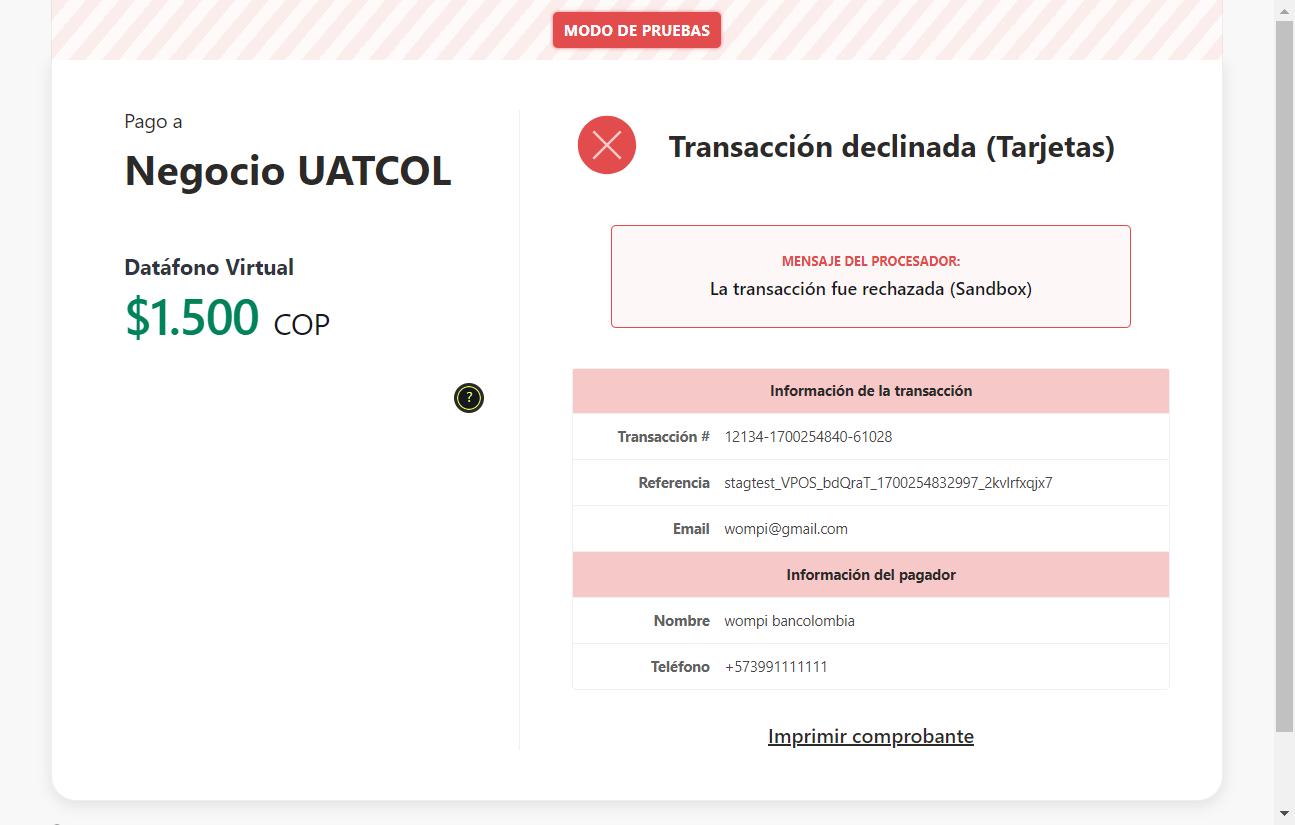 MODO DE PRUEBAS
Pago a
Negocio UATCOL
Datáfono Virtual
$1.500 COP
?
Transacción declinada (Tarjetas)
MENSAJE DEL PROCESADOR:
La transacción fue rechazada (Sandbox)
Información de la transacción
Transacción # 12134-1700254840-61028
Referencia stagtest_VPOS_bdQraT_1700254832997_2kvlrfxqjx7
Email wompi@gmail.com
Información del pagador
Nombre wompi bancolombia
Teléfono +573991111111
Imprimir comprobante